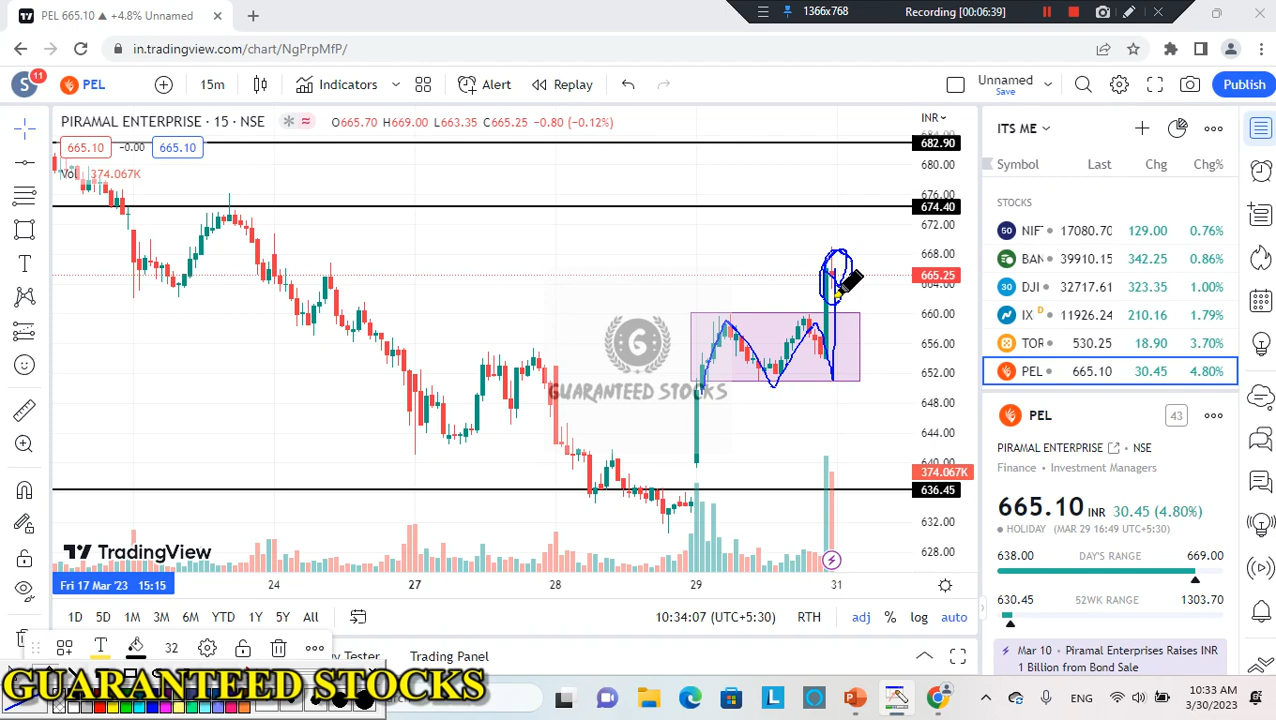 PEL 665.10 ▲ +4.8% Unnamed
1366x768
Recording (00:06:39)
in.tradingview.com/chart/NgPrpMfP/
S
11
PEL
15m
Indicators
Alert
Replay
Unnamed
Save
Publish
PIRAMAL ENTERPRISE · 15 · NSE
O665.70 H669.00 L663.35 C665.25 -0.80 (-0.12%)
INR
ITS ME
665.10
-0.00
665.10
Vol
374.067K
684.00
682.90
680.00
676.00
674.40
672.00
668.00
665.25
664.00
660.00
656.00
652.00
648.00
644.00
640.00
374.067K
636.45
632.00
628.00
Symbol
Last
Chg
Chg%
STOCKS
50 NIF 17080.70 129.00 0.76%
BAN 39910.15 342.25 0.86%
30 DJI 32717.61 323.35 1.00%
IX D 11926.24 210.16 1.79%
TOR 530.25 18.90 3.70%
PEL 665.10 30.45 4.80%
G
GUARANTEED STOCKS
PEL
43
PIRAMAL ENTERPRISE
NSE
Finance • Investment Managers
665.10 INR 30.45 (4.80%)
HOLIDAY (MAR 29 16:49 UTC+5:30)
638.00 DAY'S RANGE 669.00
630.45 52WK RANGE 1303.70
Mar 10 • Piramal Enterprises Raises INR
1 Billion from Bond Sale
TradingView
Fri 17 Mar '23 15:15
24
27
28
29
31
1D 5D 1M 3M 6M YTD 1Y 5Y All
10:34:07 (UTC+5:30)
RTH
adj % log auto
T
32
y Tester
Trading Panel
GUARANTEED STOCKS
L
ENG
10:33 AM
3/30/2023